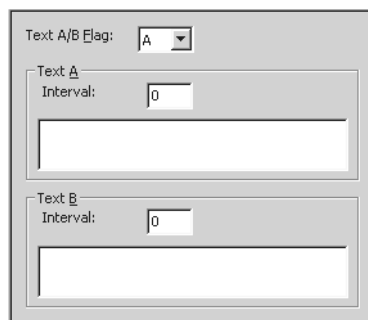 Text A/B Flag: A
Text A
Interval: 0
Text B
Interval: 0